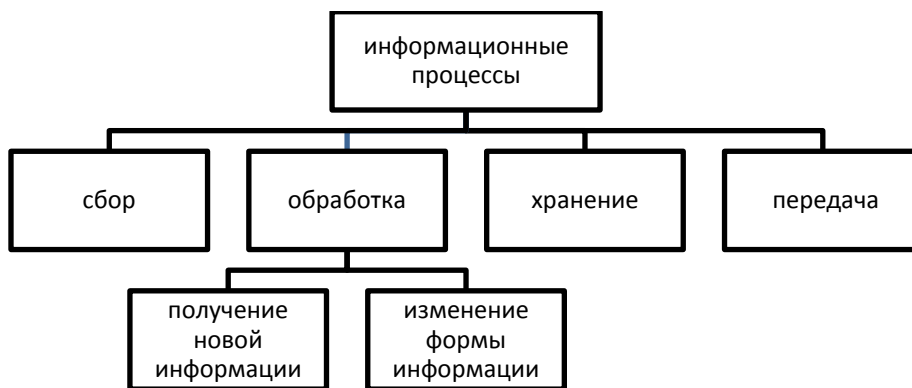 информационные
процессы
сбор
обработка
хранение
передача
получение
новой
информации
изменение
формы
информации